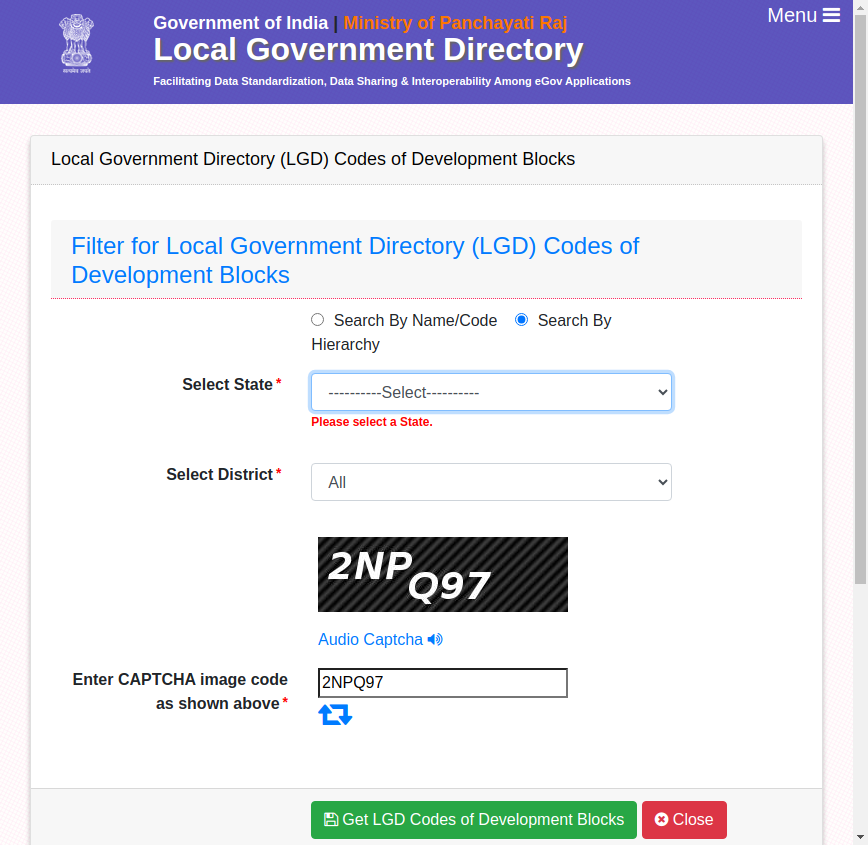 Government of India | Ministry of Panchayati Raj
Menu
Local Government Directory
Facilitating Data Standardization, Data Sharing & Interoperability Among eGov Applications
सत्यमेव जयते
Local Government Directory (LGD) Codes of Development Blocks
Filter for Local Government Directory (LGD) Codes of
Development Blocks
Search By Name/Code Search By
Hierarchy
Select State*
----------Select----------
Please select a State.
Select District*
All
2NPQ97
Audio Captcha
Enter CAPTCHA image code
as shown above*
2NPQ97
Get LGD Codes of Development Blocks Close